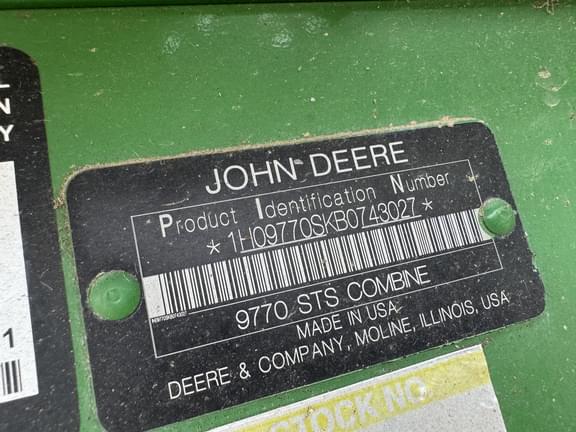 L
N
Y
1
JOHN DEERE
Product Identification Number
*1H09770SKB0743027*
9770 STS COMBINE
MADE IN USA
DEERE & COMPANY, MOLINE, ILLINOIS, USA
STOCK NO